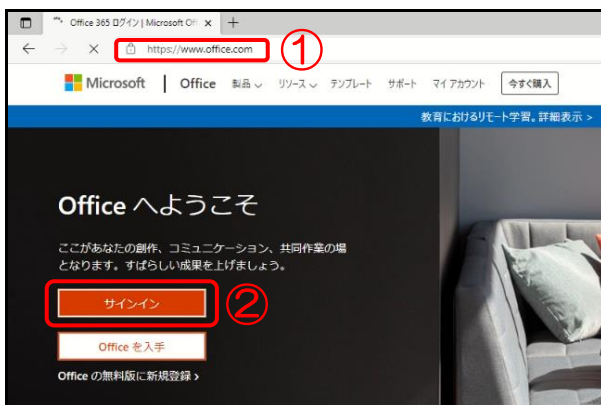 Office 365 ログイン | Microsoft Off
https://www.office.com
①
Microsoft | Office 製品 リソース テンプレート サポート マイ アカウント 今すぐ購入
教育におけるリモート学習。詳細表示 >
Office へようこそ
ここがあなたの創作、コミュニケーション、共同作業の場
となります。すばらしい成果を上げましょう。
サインイン
②
Office を入手
Office の無料版に新規登録 >